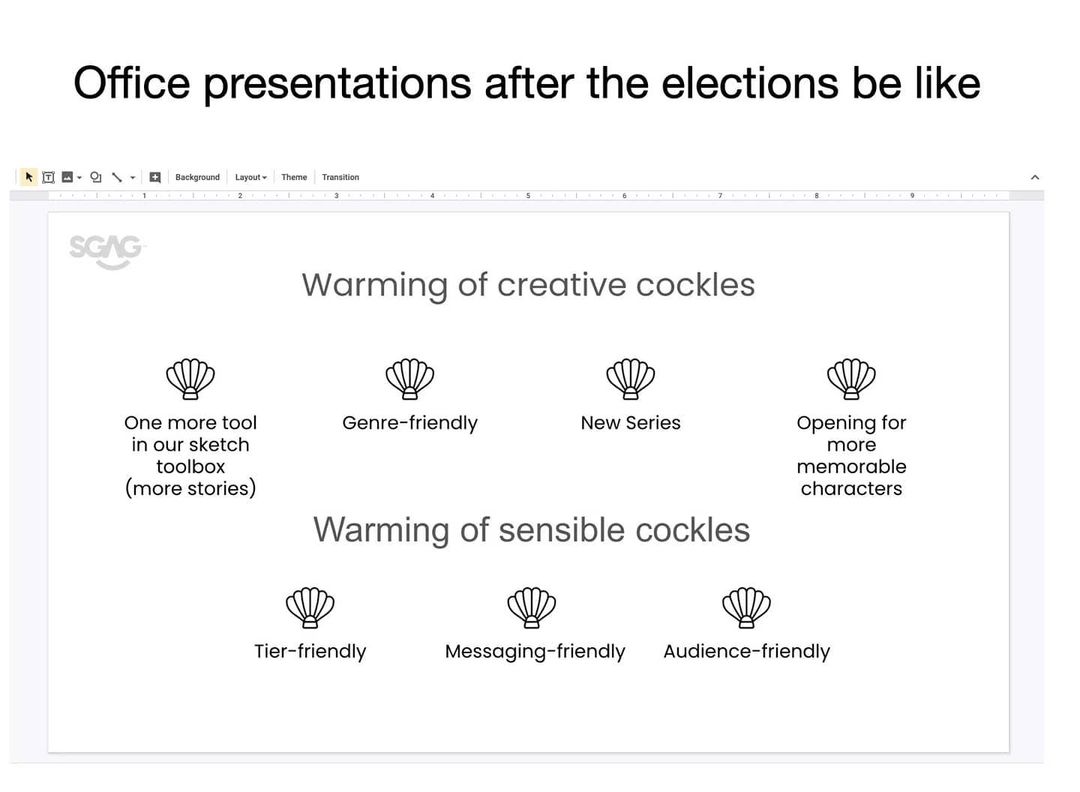 Office presentations after the elections be like
Background Layout Theme Transition
1 2 3 4 5 6 7 8 9
SGAG
Warming of creative cockles
One more tool
in our sketch
toolbox
(more stories)
Genre-friendly
New Series
Opening for
more
memorable
characters
Warming of sensible cockles
Tier-friendly
Messaging-friendly
Audience-friendly